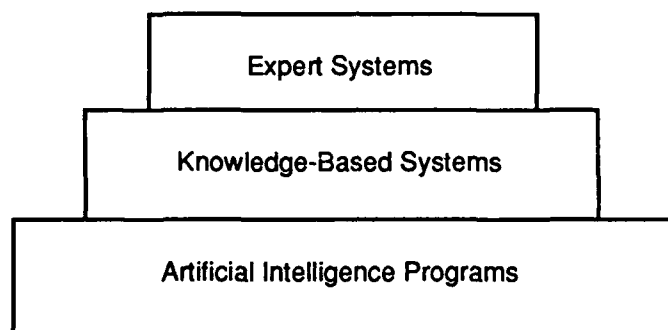 Expert Systems
Knowledge-Based Systems
Artificial Intelligence Programs